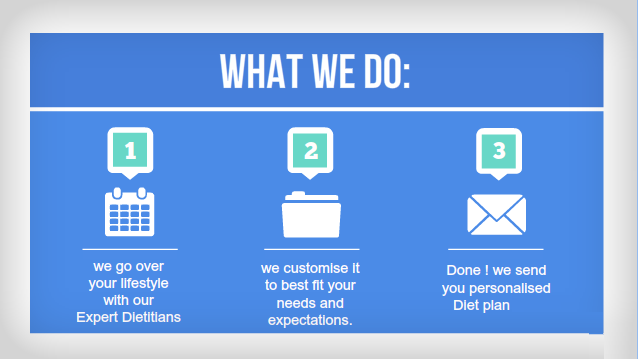 WHAT WE DO:
1
we go over
your lifestyle
with our
Expert Dietitians
2
we customise it
to best fit your
needs and
expectations.
3
Done ! we send
you personalised
Diet plan